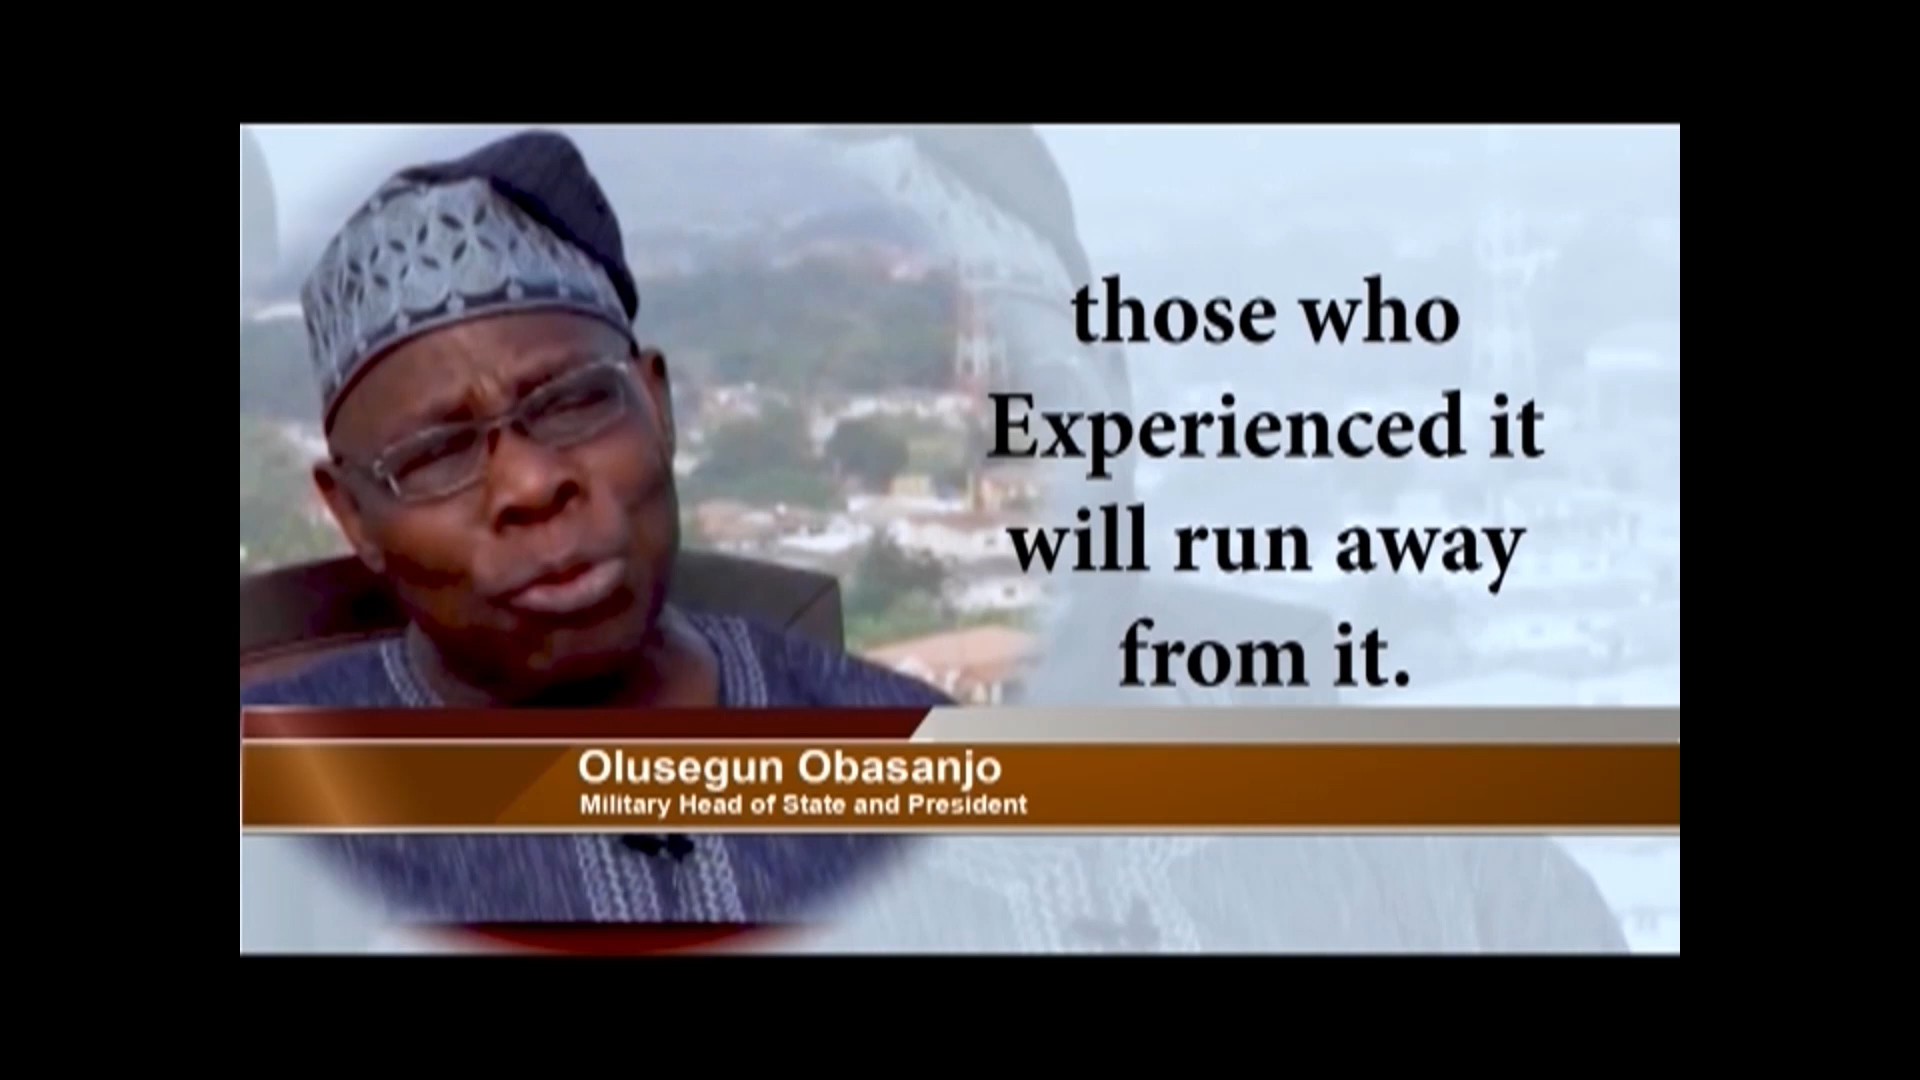 those who
Experienced it
will run away
from it.
Olusegun Obasanjo
Military Head of State and President